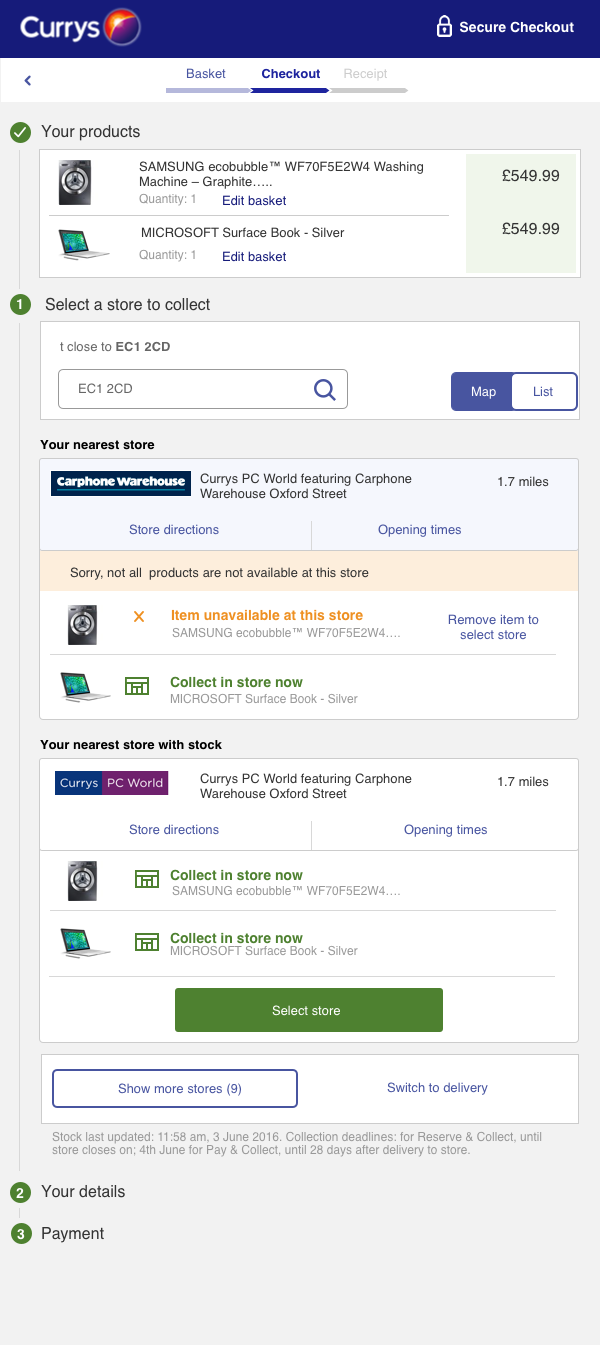 Currys
Secure Checkout
Basket
Checkout
Receipt
Your products
SAMSUNG ecobubble™ WF70F5E2W4 Washing
Machine – Graphite…..
£549.99
Quantity: 1
Edit basket
MICROSOFT Surface Book - Silver
£549.99
Quantity: 1
Edit basket
1
Select a store to collect
t close to EC1 2CD
EC1 2CD
Map
List
Your nearest store
Carphone Warehouse
Currys PC World featuring Carphone
Warehouse Oxford Street
1.7 miles
Store directions
Opening times
Sorry, not all products are not available at this store
Item unavailable at this store
SAMSUNG ecobubble™ WF70F5E2W4….
Remove item to
select store
Collect in store now
MICROSOFT Surface Book - Silver
Your nearest store with stock
Currys PC World
Currys PC World featuring Carphone
Warehouse Oxford Street
1.7 miles
Store directions
Opening times
Collect in store now
SAMSUNG ecobubble™ WF70F5E2W4….
Collect in store now
MICROSOFT Surface Book - Silver
Select store
Show more stores (9)
Switch to delivery
Stock last updated: 11:58 am, 3 June 2016. Collection deadlines: for Reserve & Collect, until
store closes on; 4th June for Pay & Collect, until 28 days after delivery to store.
2
Your details
3
Payment